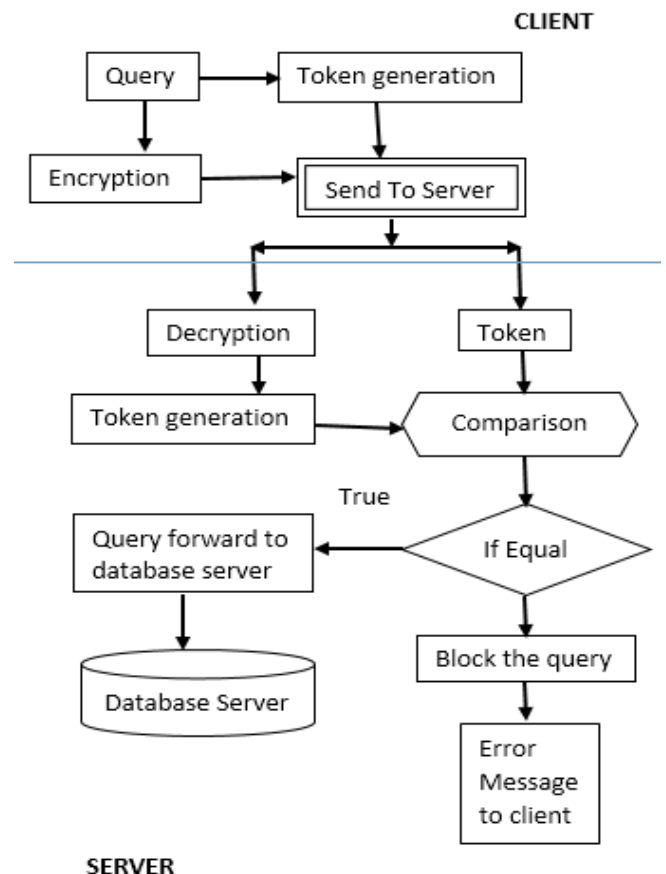 CLIENT
Query
Token generation
Encryption
Send To Server
Decryption
Token
Token generation
Comparison
True
Query forward to
database server
If Equal
Block the query
Database Server
Error
Message
to client
SERVER